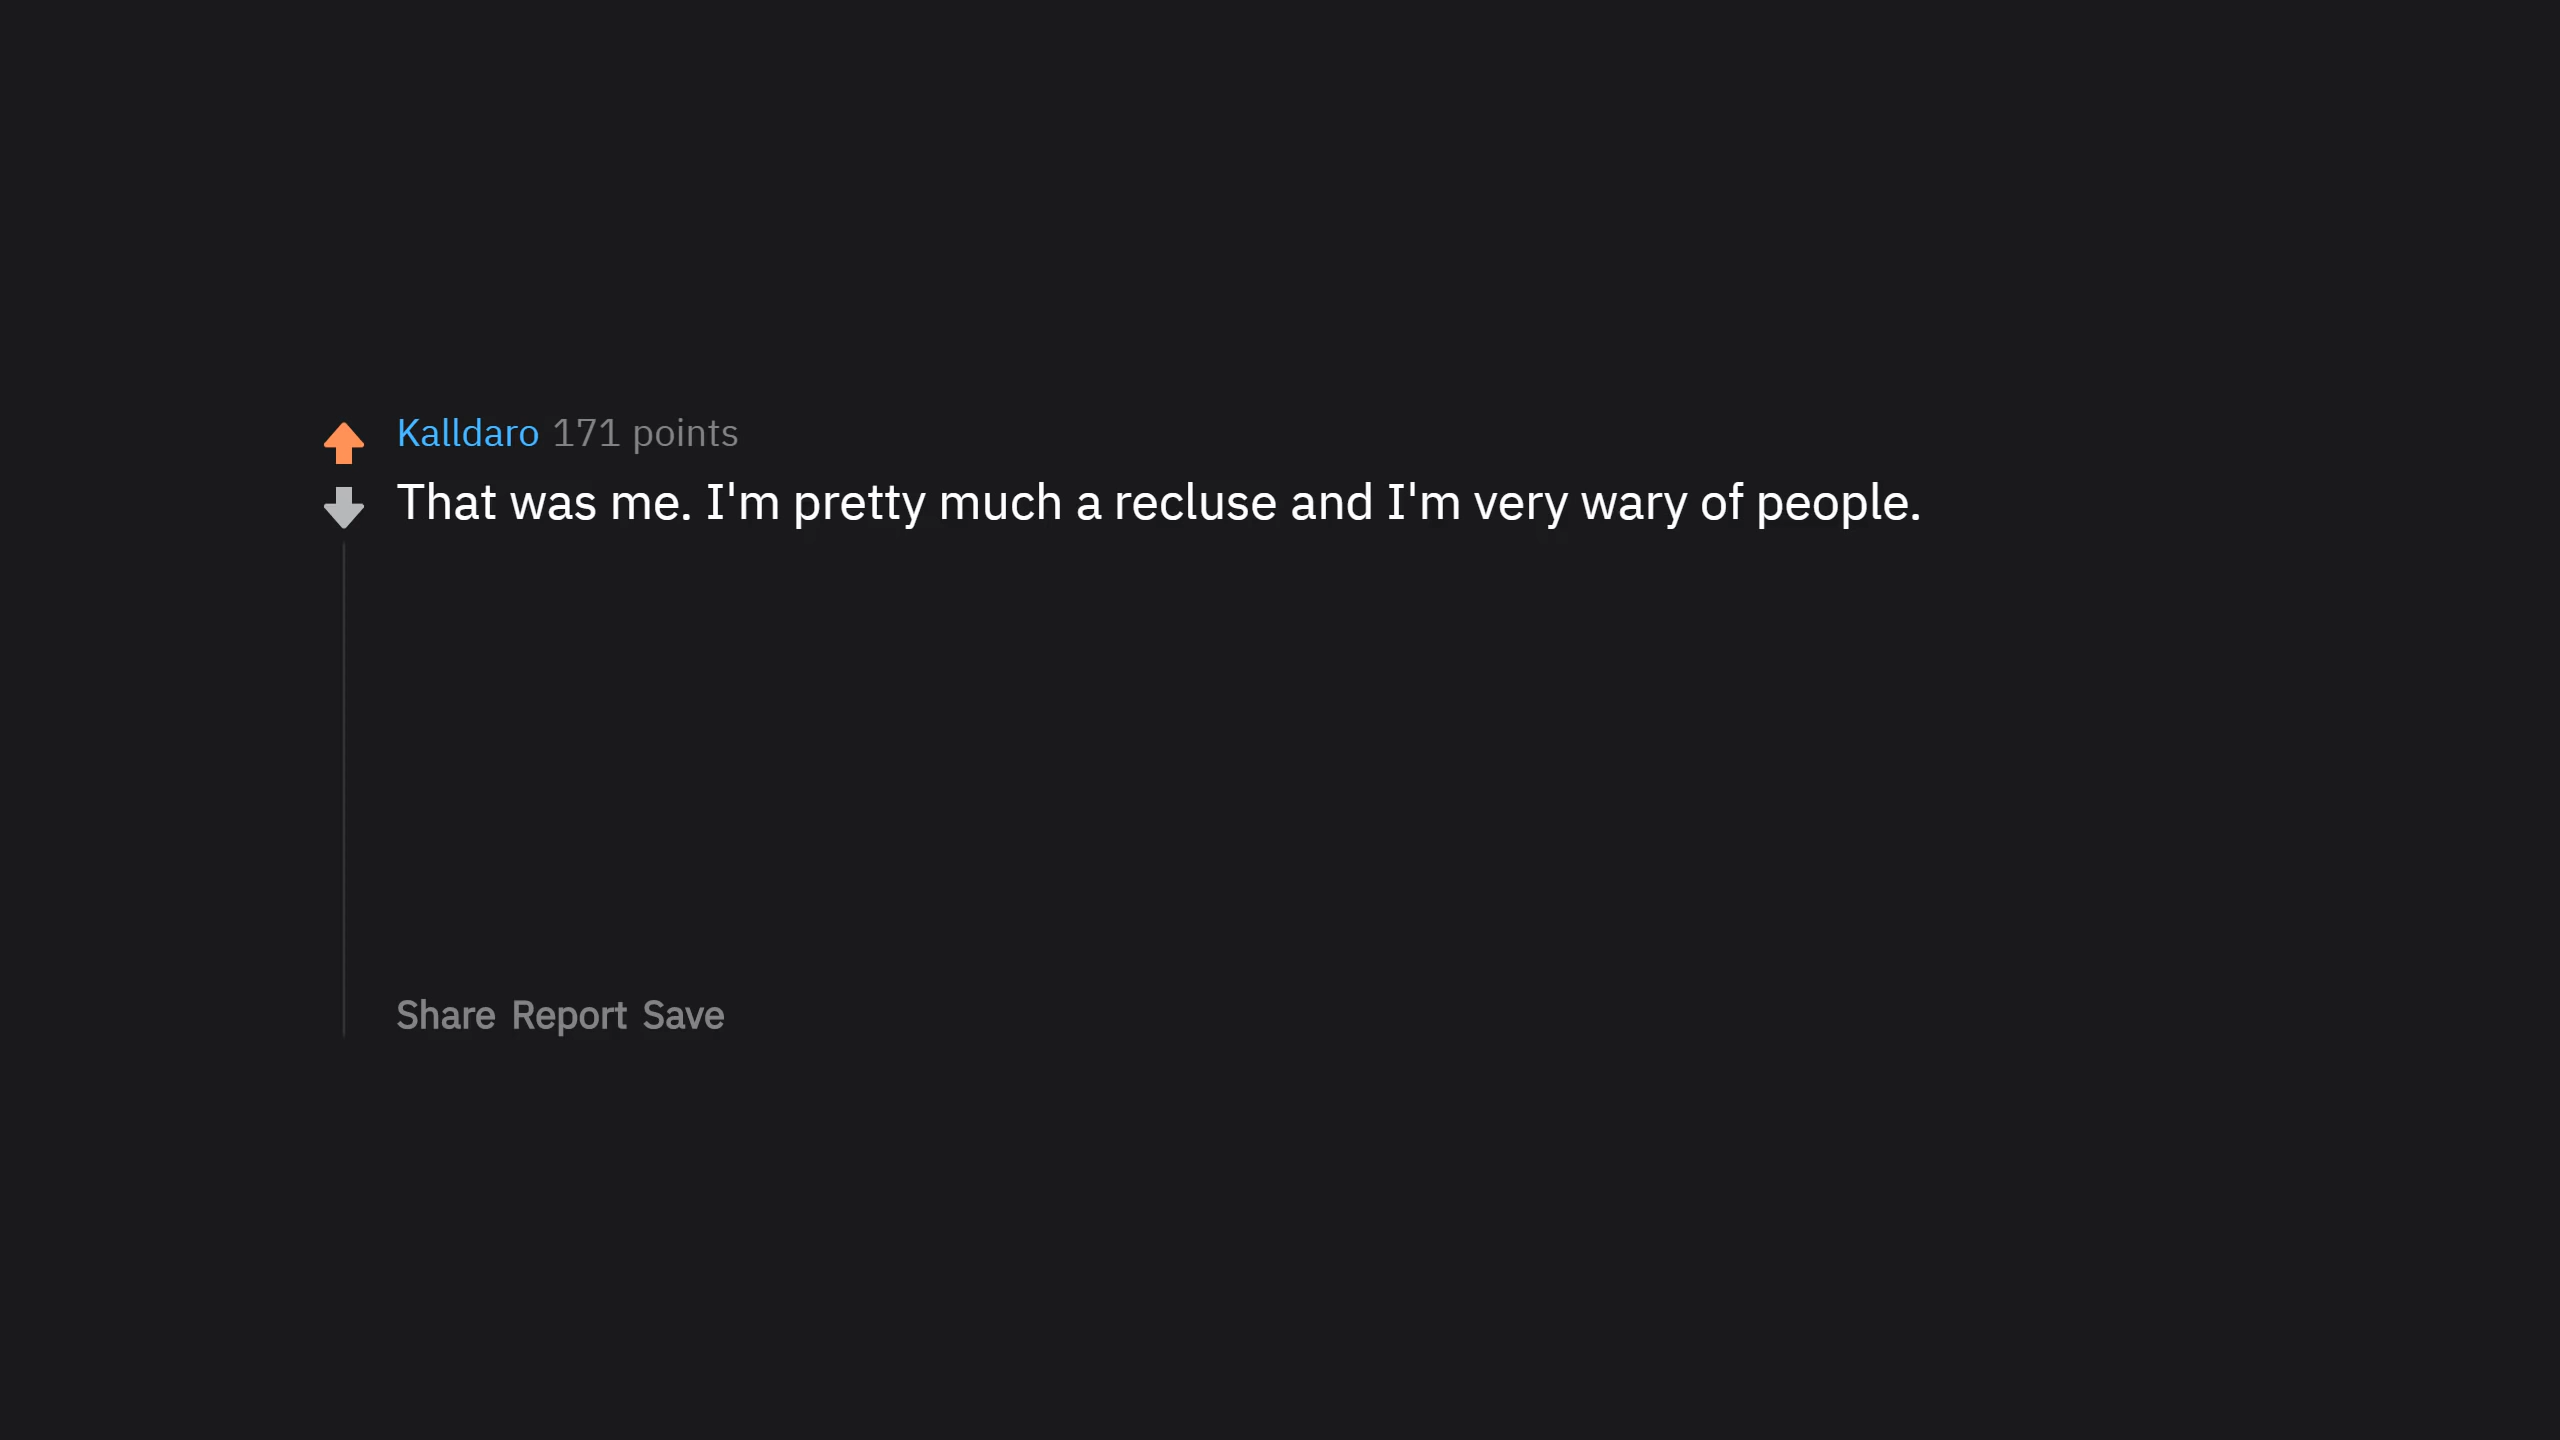 Kalldaro 171 points
That was me. I'm pretty much a recluse and I'm very wary of people.
Share Report Save